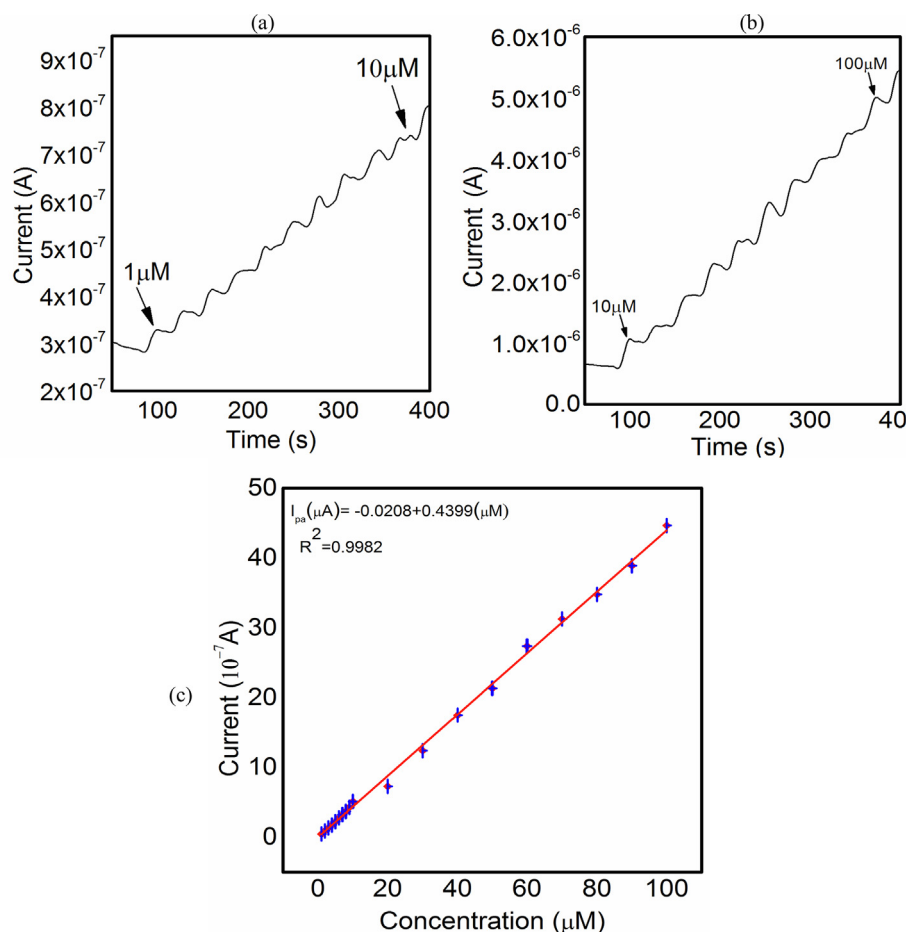 (a)
9x10-7
8x10-7
7x10-7
6x10-7
5x10-7
4x10-7
3x10-7
2x10-7
Current (A)
10μM
1μM
100
200
300
400
Time (s)
(b)
6.0x10-6
5.0x10-6
4.0x10-6
3.0x10-6
2.0x10-6
1.0x10-6
0.0
Current (A)
100μM
10μM
100
200
300
40
Time (s)
(c)
50
40
30
20
10
0
Current (10-7A)
Ipa(μA)= -0.0208+0.4399(μM)
R2=0.9982
0
20
40
60
80
100
Concentration (μM)